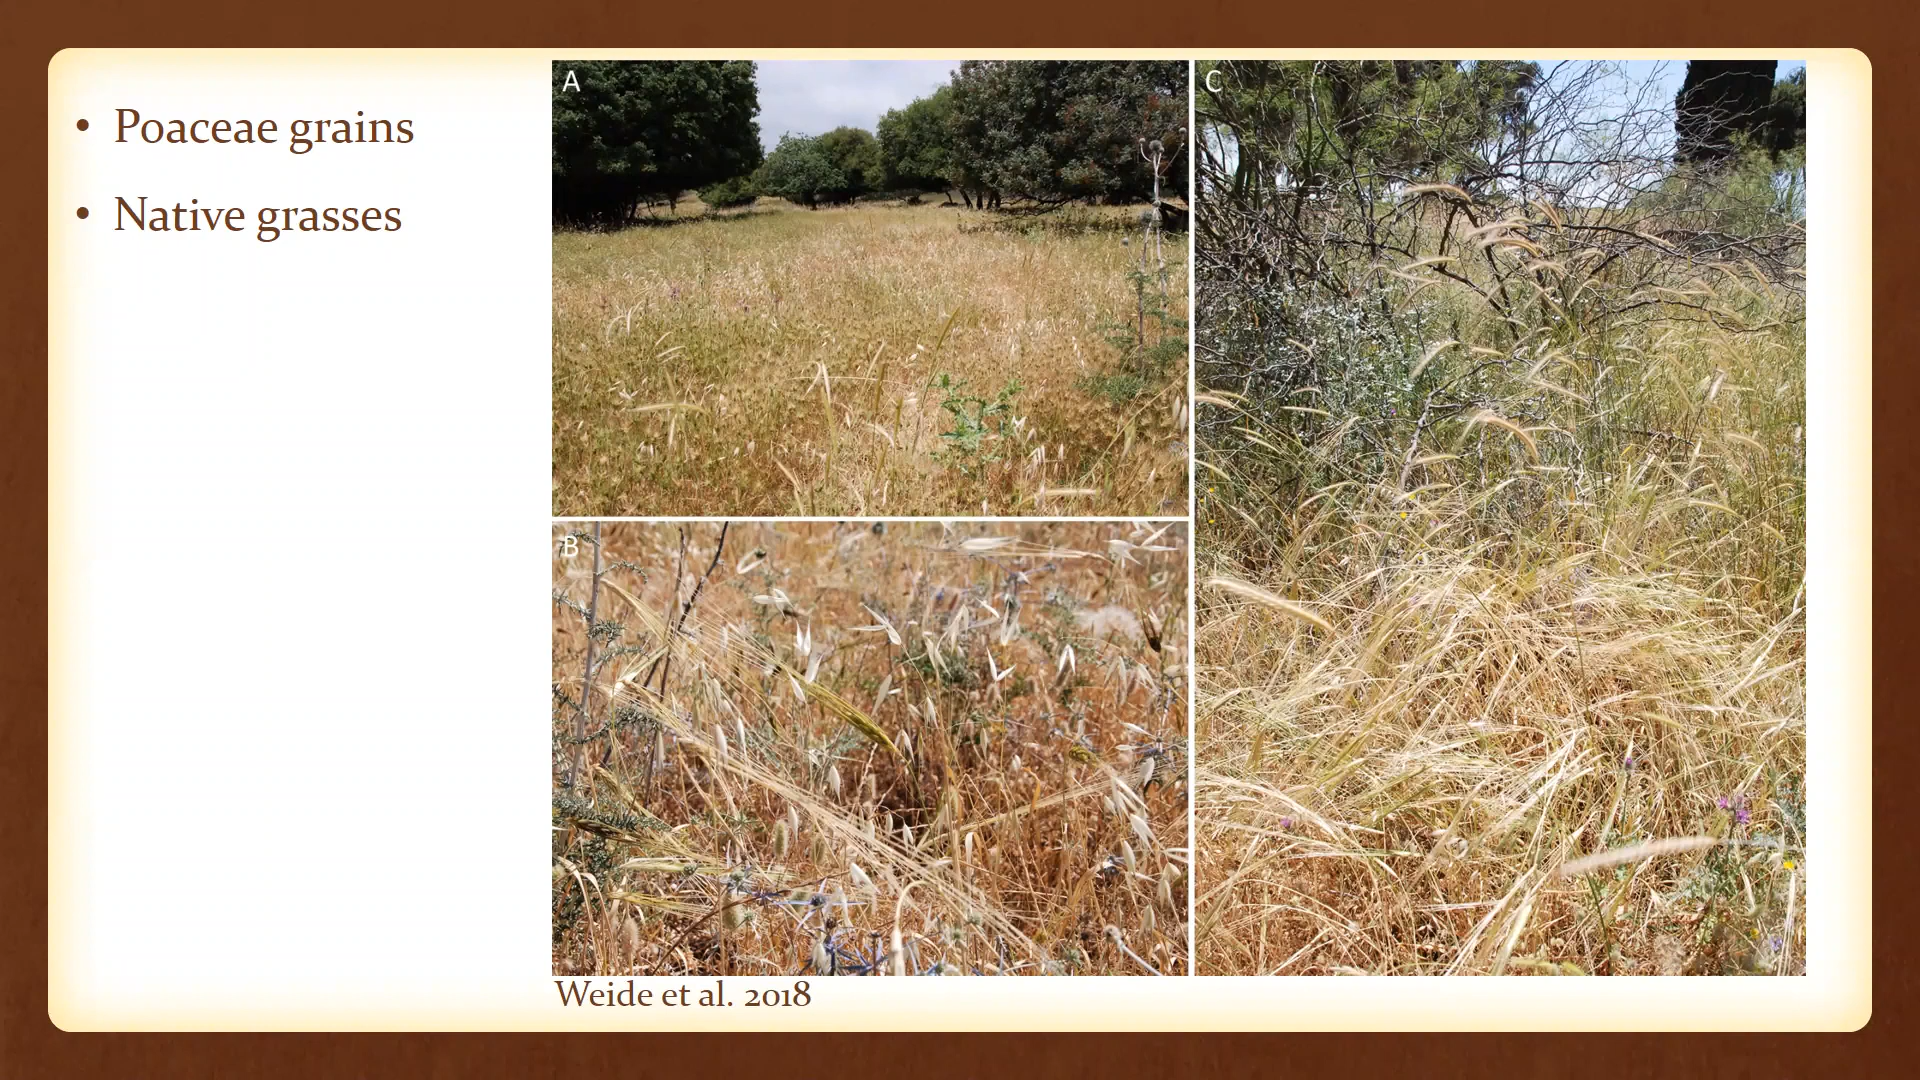 • Poaceae grains
• Native grasses
A
B
C
Weide et al. 2018